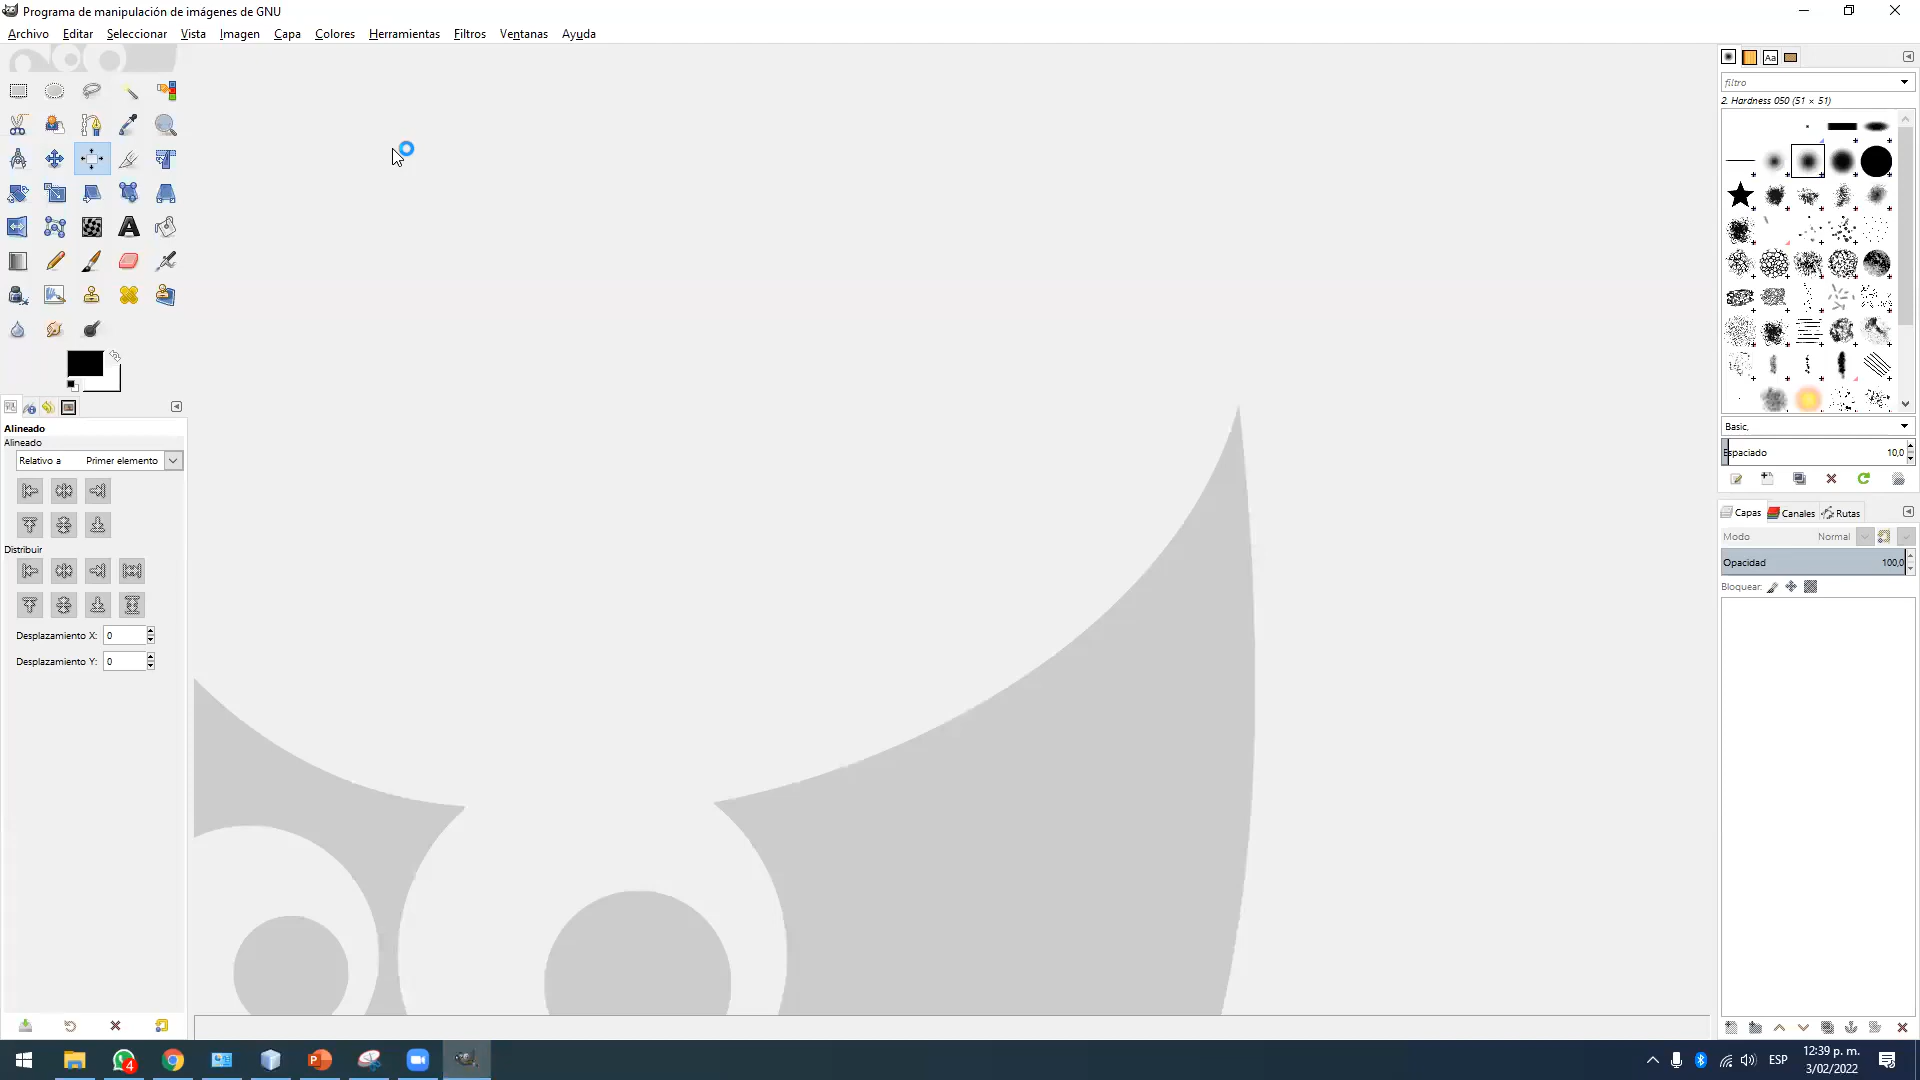 Programa de manipulación de imágenes de GNU
Archivo Editar Seleccionar Vista Imagen Capa Colores Herramientas Filtros Ventanas Ayuda
filtro
2. Hardness 050 (51 × 51)
Basic,
Espaciado 10,0
Capas Canales Rutas
Modo Normal
Opacidad 100,0
Bloquear:
Alineado
Alineado
Relativo a Primer elemento
Distribuir
Desplazamiento X: 0
Desplazamiento Y: 0
4
ESP
12:39 p. m.
3/02/2022